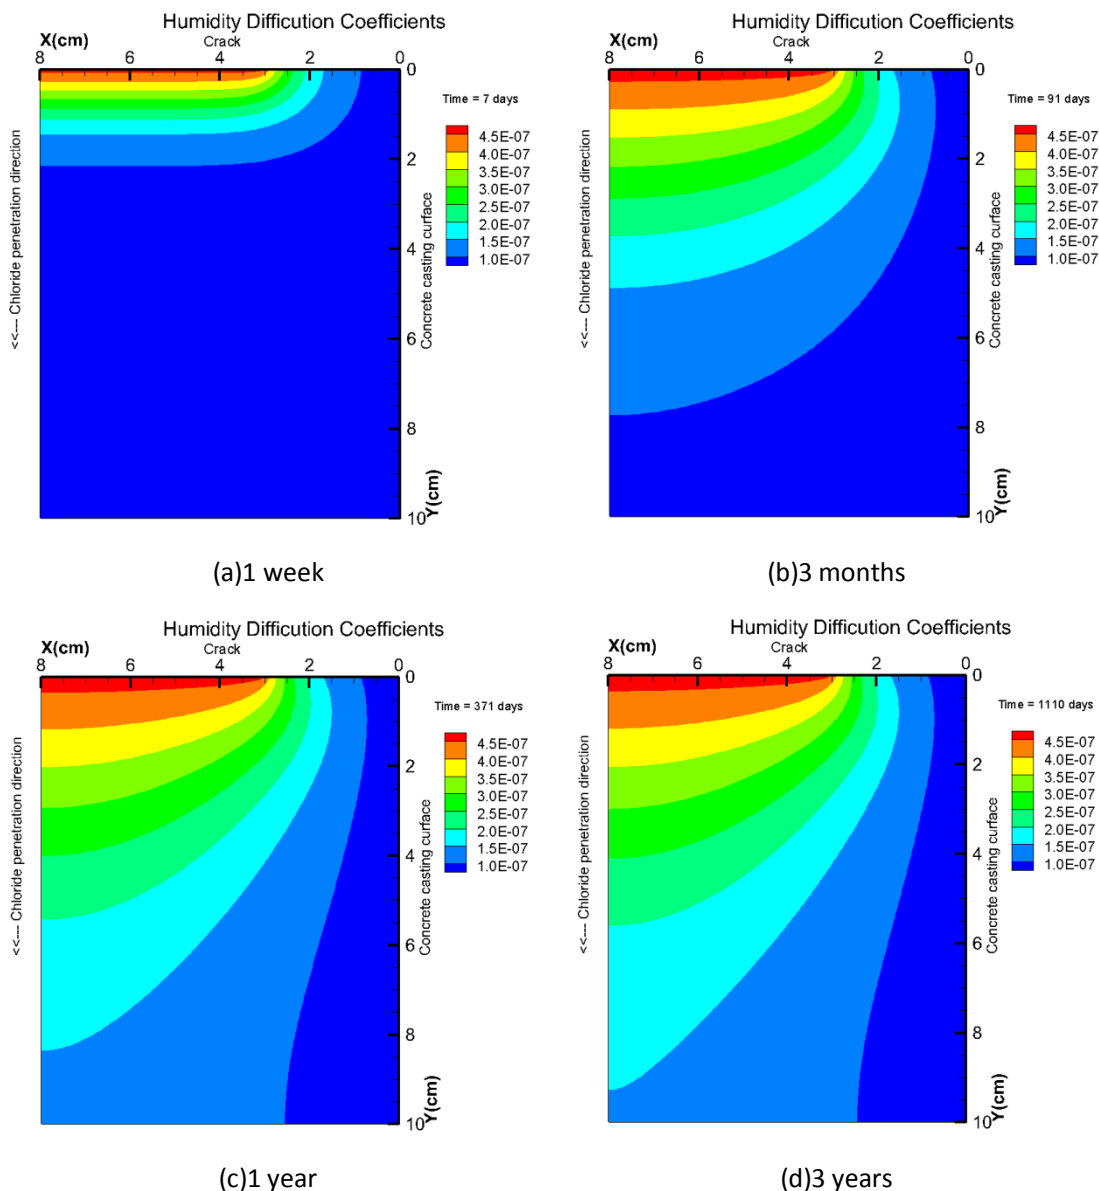 Humidity Difficution Coefficients
X(cm)
Crack
8 6 4 2 0
Time = 7 days
4.5E-07
4.0E-07
3.5E-07
3.0E-07
2.5E-07
2.0E-07
1.5E-07
1.0E-07
2
4
6
8
10
Y(cm)
<<--- Chloride penetration direction
Concrete casting curface
(a)1 week
Humidity Difficution Coefficients
X(cm)
Crack
8 6 4 2 0
Time = 91 days
4.5E-07
4.0E-07
3.5E-07
3.0E-07
2.5E-07
2.0E-07
1.5E-07
1.0E-07
0
2
4
6
8
10
Y(cm)
<<--- Chloride penetration direction
Concrete casting curface
(b)3 months
Humidity Difficution Coefficients
X(cm)
Crack
8 6 4 2 0
Time = 371 days
4.5E-07
4.0E-07
3.5E-07
3.0E-07
2.5E-07
2.0E-07
1.5E-07
1.0E-07
0
2
4
6
8
10
Y(cm)
<<--- Chloride penetration direction
Concrete casting curface
(c)1 year
Humidity Difficution Coefficients
X(cm)
Crack
8 6 4 2 0
Time = 1110 days
4.5E-07
4.0E-07
3.5E-07
3.0E-07
2.5E-07
2.0E-07
1.5E-07
1.0E-07
0
2
4
6
8
10
Y(cm)
<<--- Chloride penetration direction
Concrete casting curface
(d)3 years